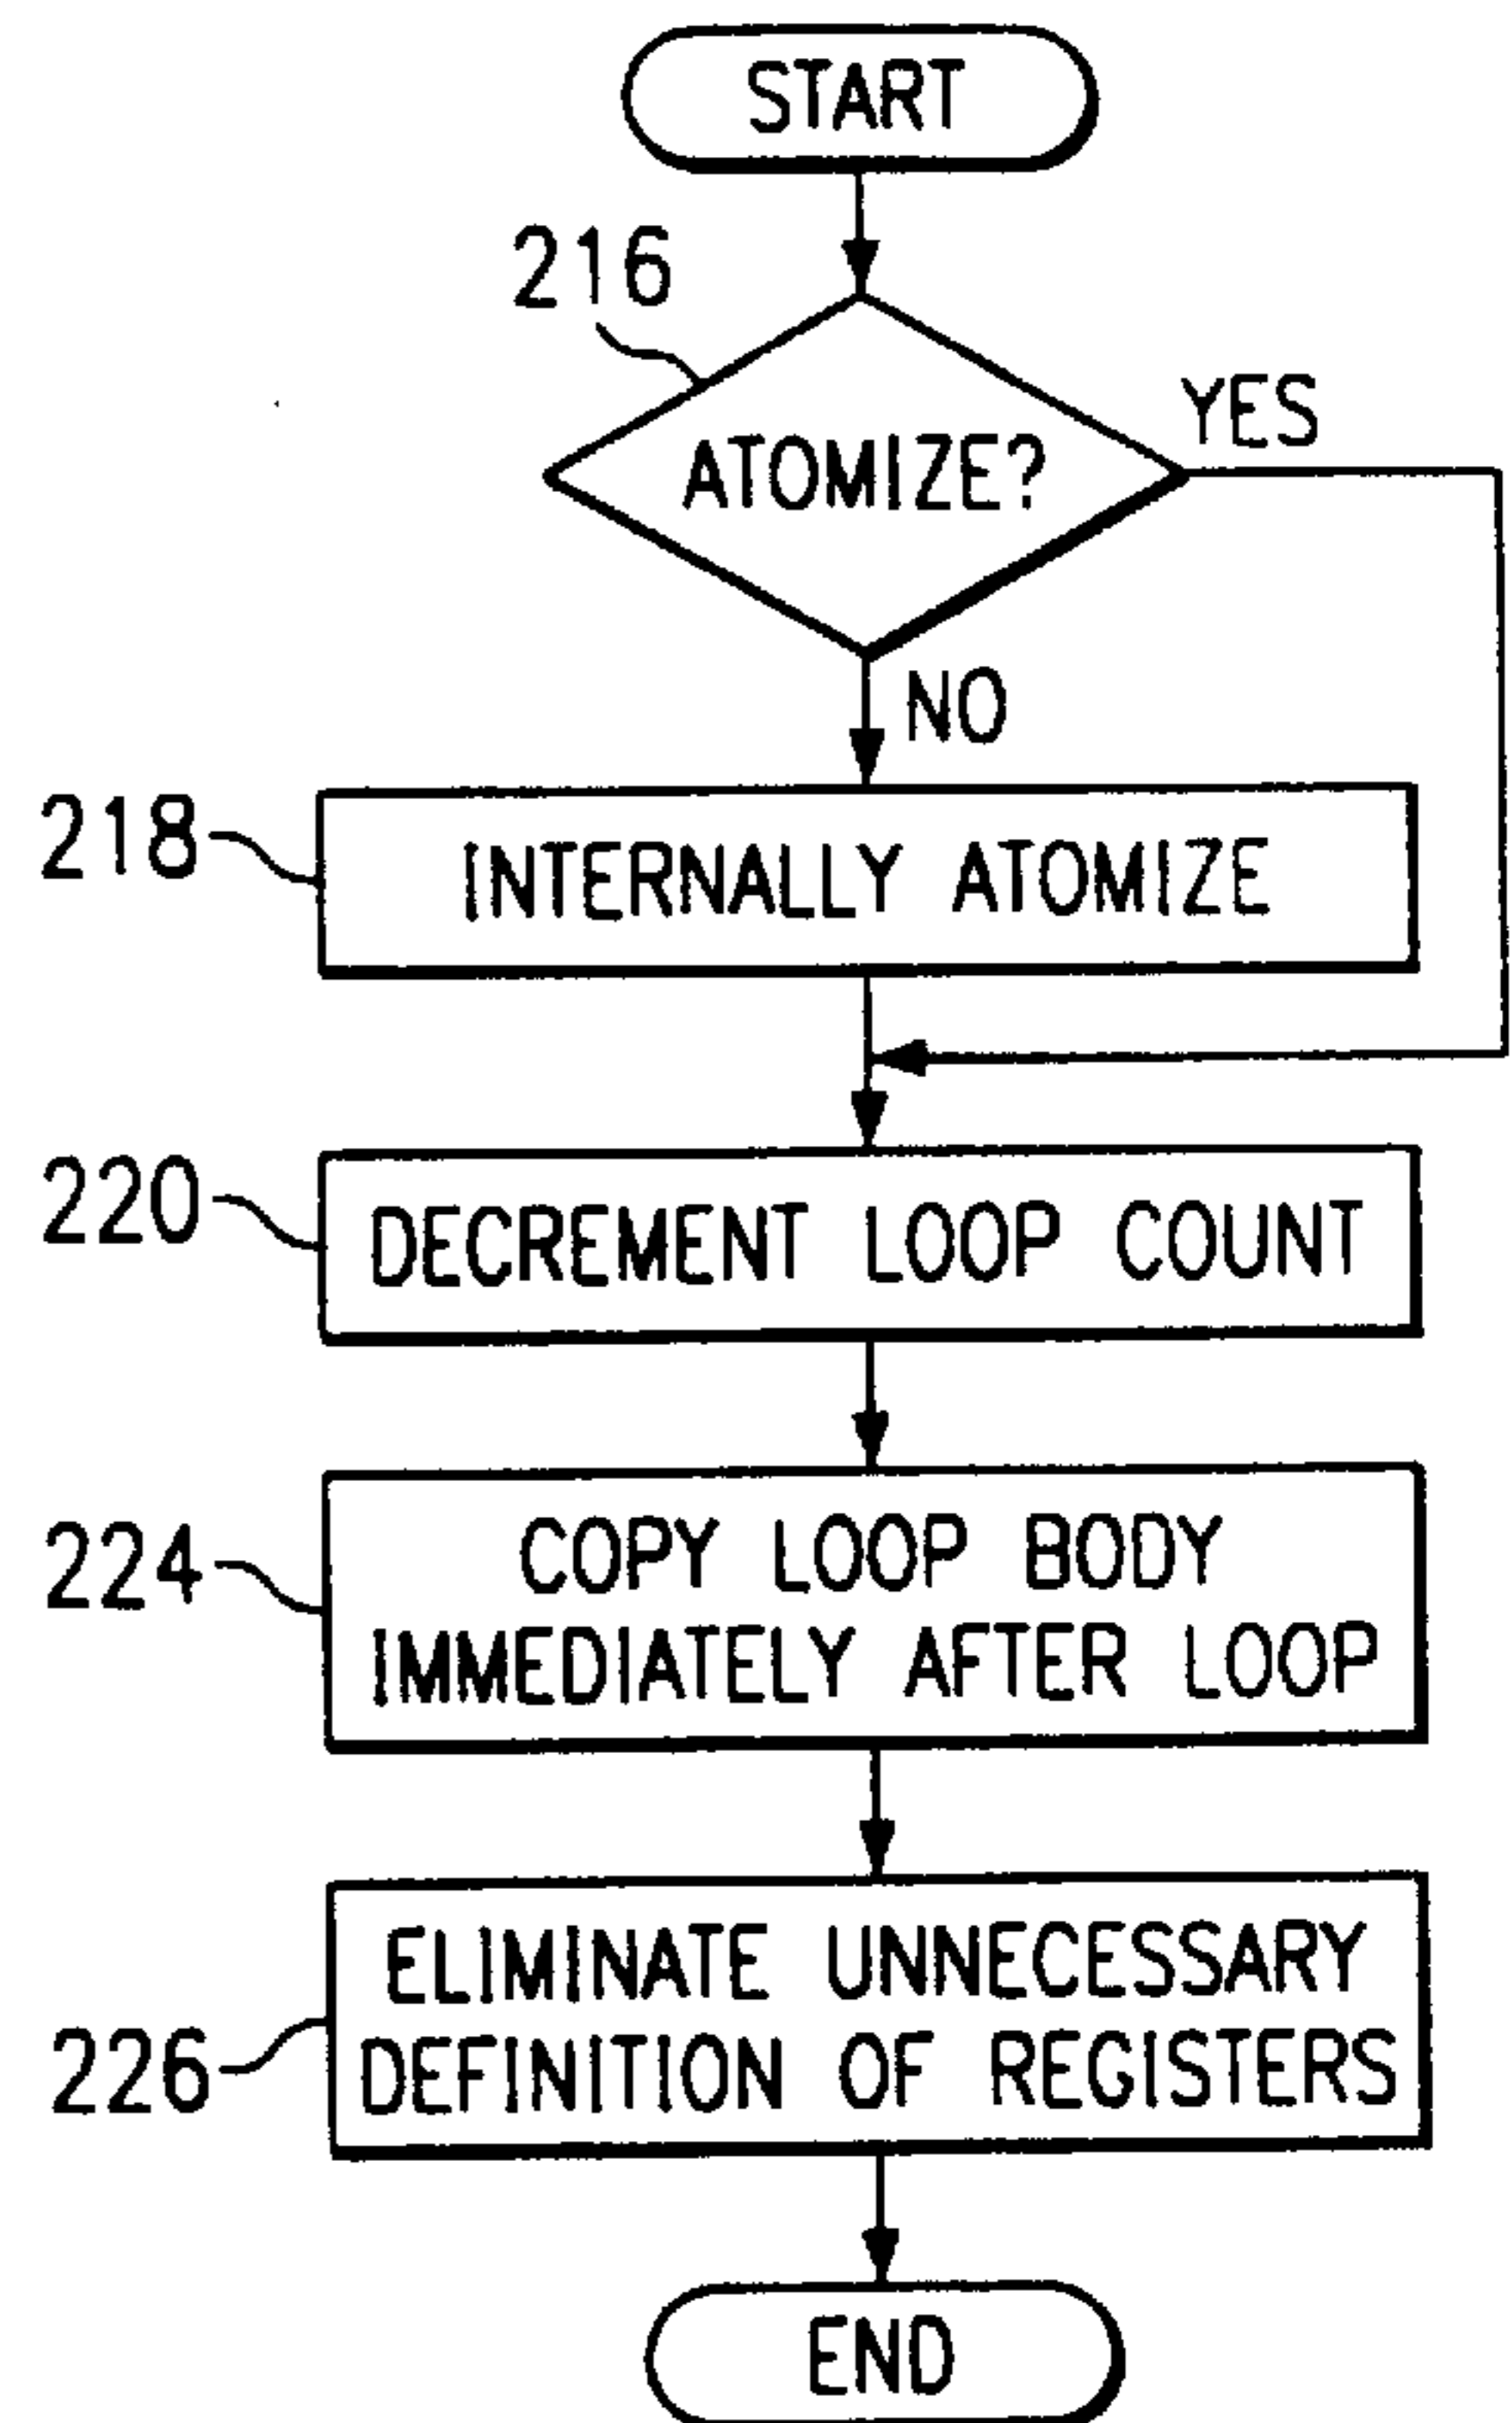 START
216
YES
ATOMIZE?
NO
218
INTERNALLY ATOMIZE
220
DECREMENT LOOP COUNT
224
COPY LOOP BODY
IMMEDIATELY AFTER LOOP
226
ELIMINATE UNNECESSARY
DEFINITION OF REGISTERS
END